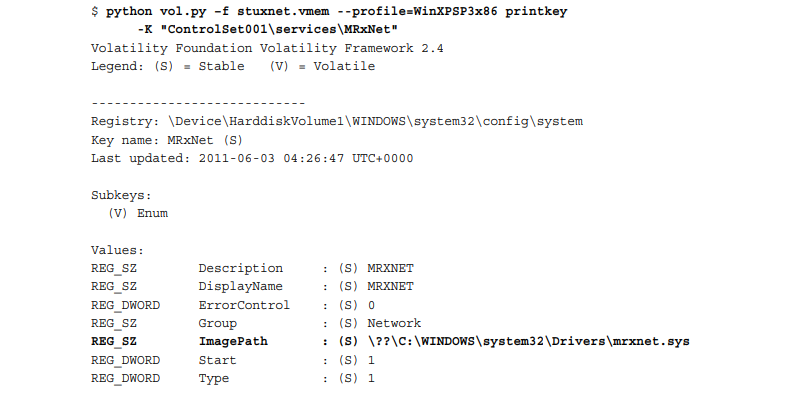 $ python vol.py -f stuxnet.vmem --profile=WinXPSP3x86 printkey
-K "ControlSet001\services\MRxNet"
Volatility Foundation Volatility Framework 2.4
Legend: (S) = Stable (V) = Volatile
----------------------------
Registry: \Device\HarddiskVolume1\WINDOWS\system32\config\system
Key name: MRxNet (S)
Last updated: 2011-06-03 04:26:47 UTC+0000
Subkeys:
(V) Enum
Values:
REG_SZ Description : (S) MRXNET
REG_SZ DisplayName : (S) MRXNET
REG_DWORD ErrorControl : (S) 0
REG_SZ Group : (S) Network
REG_SZ ImagePath : (S) \??\C:\WINDOWS\system32\Drivers\mrxnet.sys
REG_DWORD Start : (S) 1
REG_DWORD Type : (S) 1